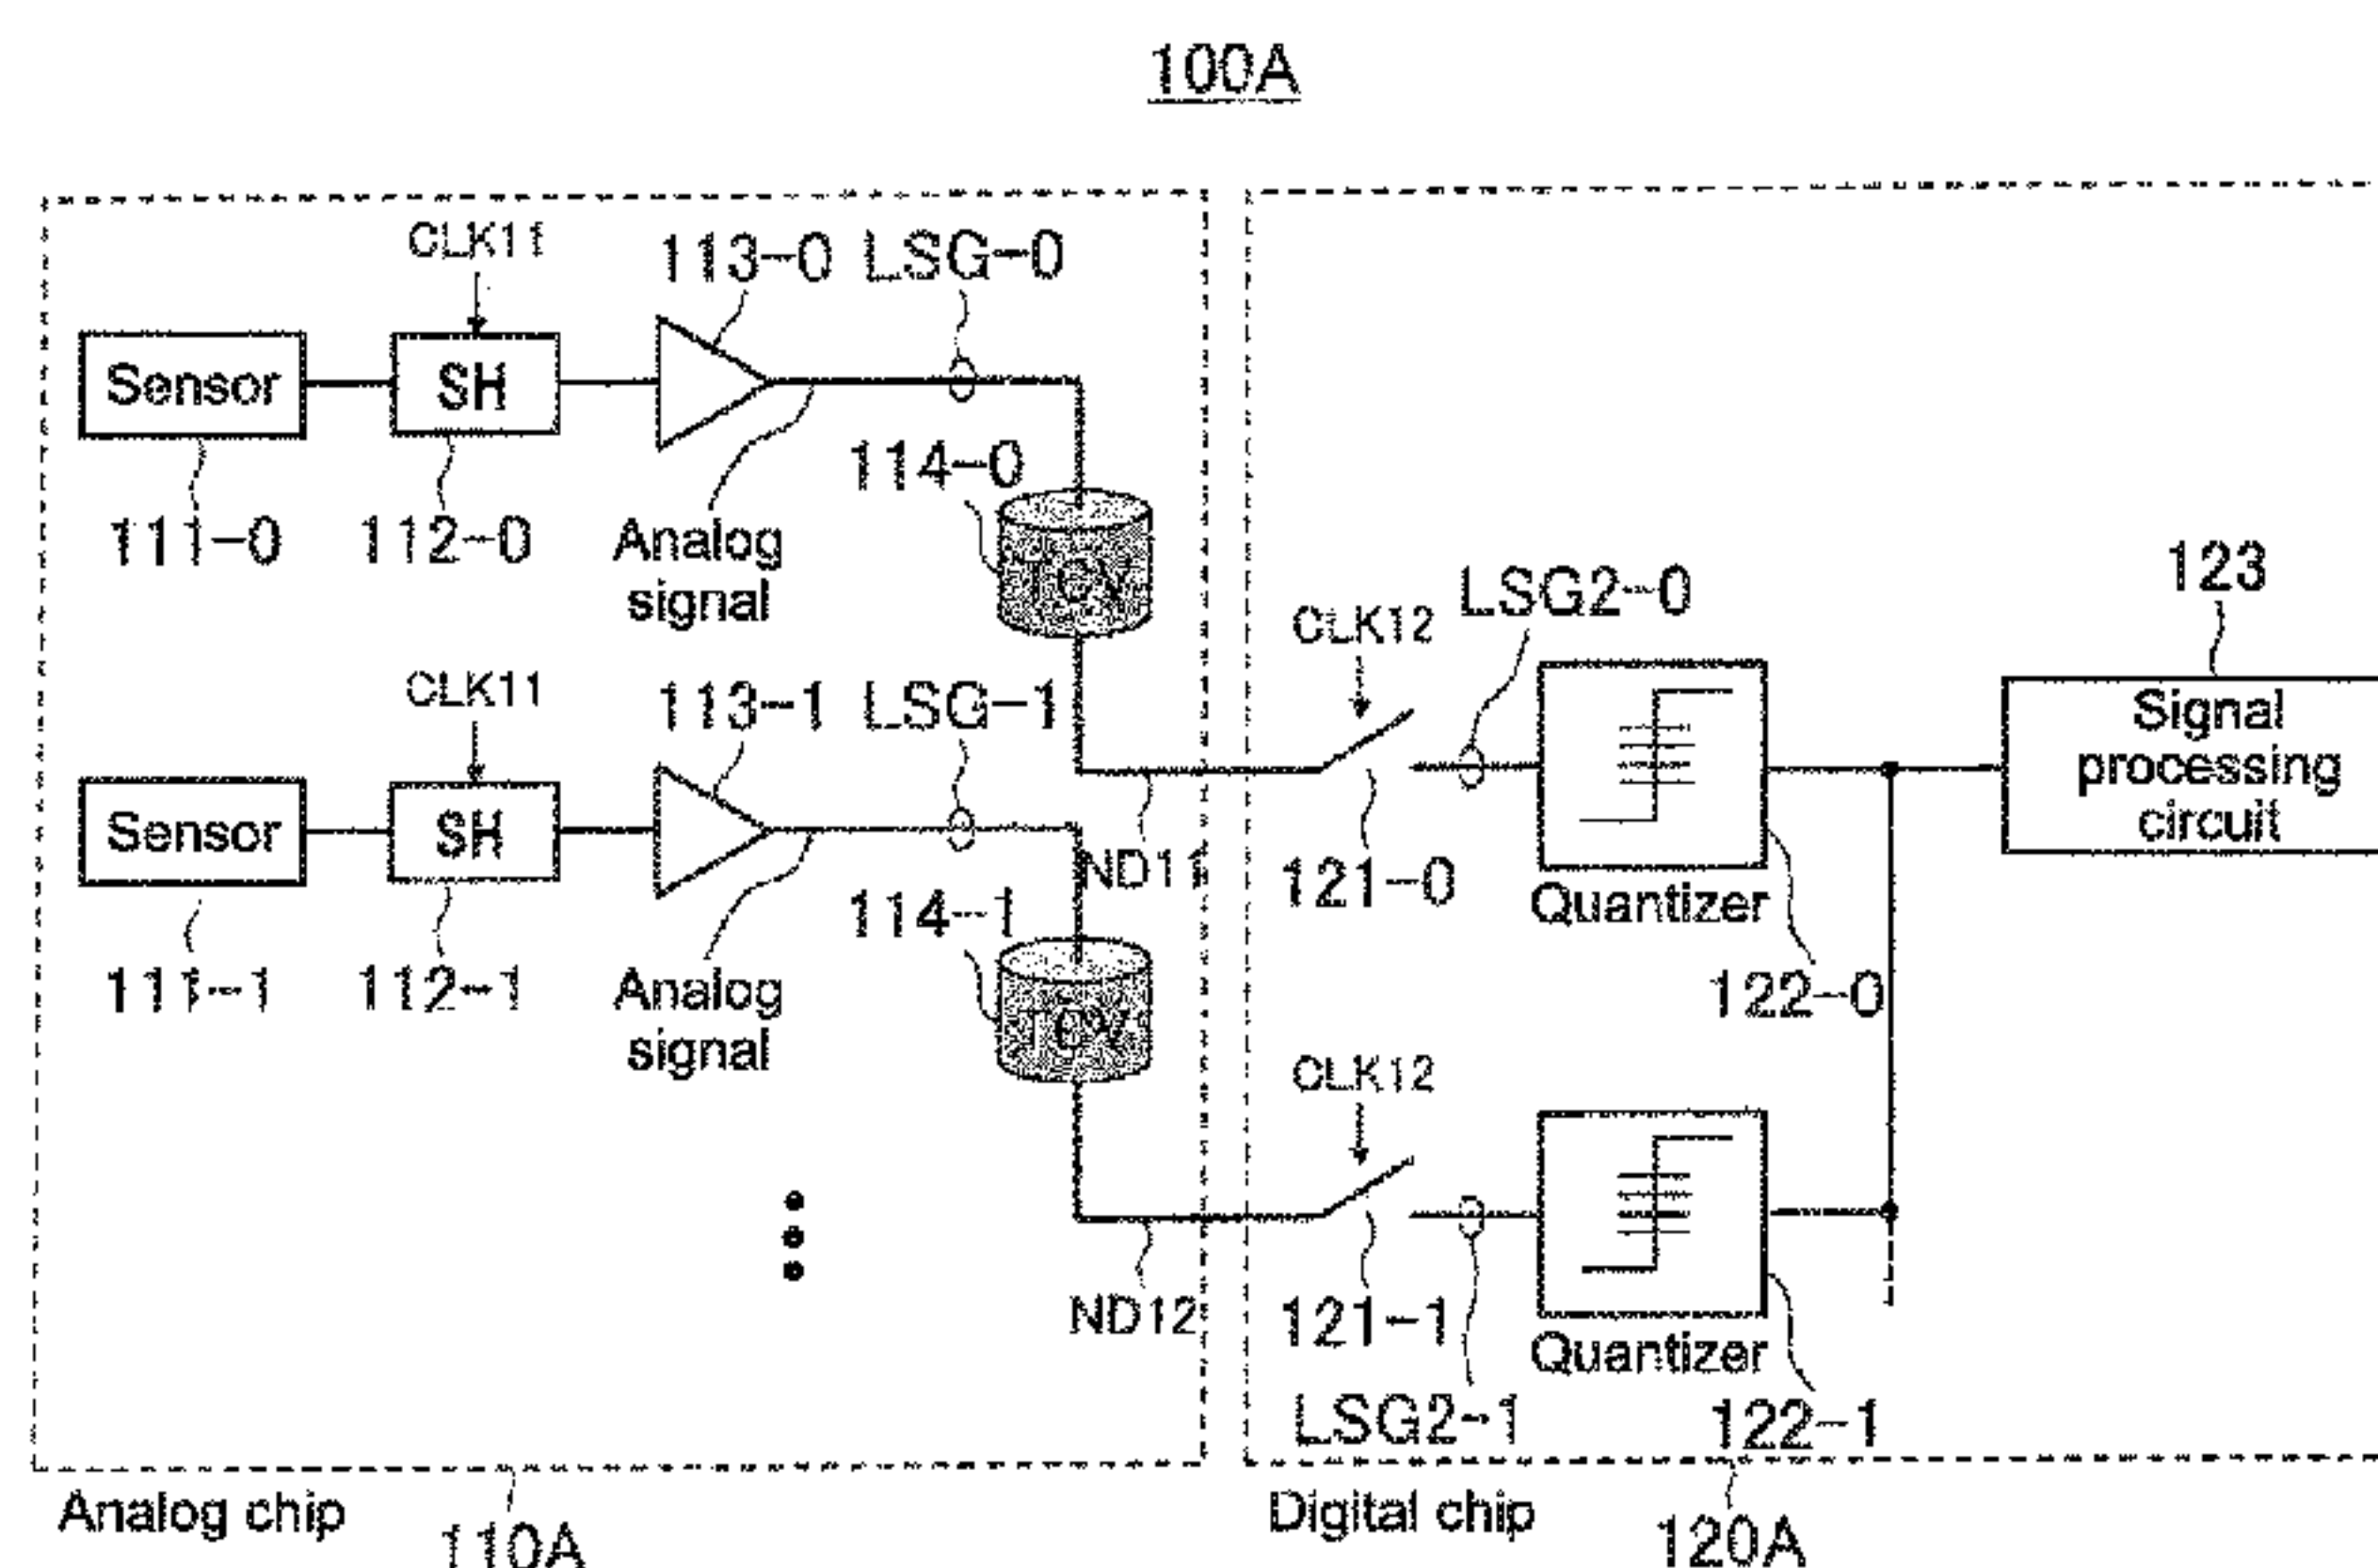 100A
CLK11
113-0
LSG-0
Sensor
SH
111-0
112-0
Analog
signal
114-0
TCV
CLK12
LSG2-0
123
Signal
processing
circuit
CLK11
113-1
LSG-1
Sensor
SH
ND11
121-0
Quantizer
122-0
111-1
112-1
Analog
signal
114-1
TCV
CLK12
ND12
121-1
Quantizer
LSG2-1
122-1
Analog chip
110A
Digital chip
120A